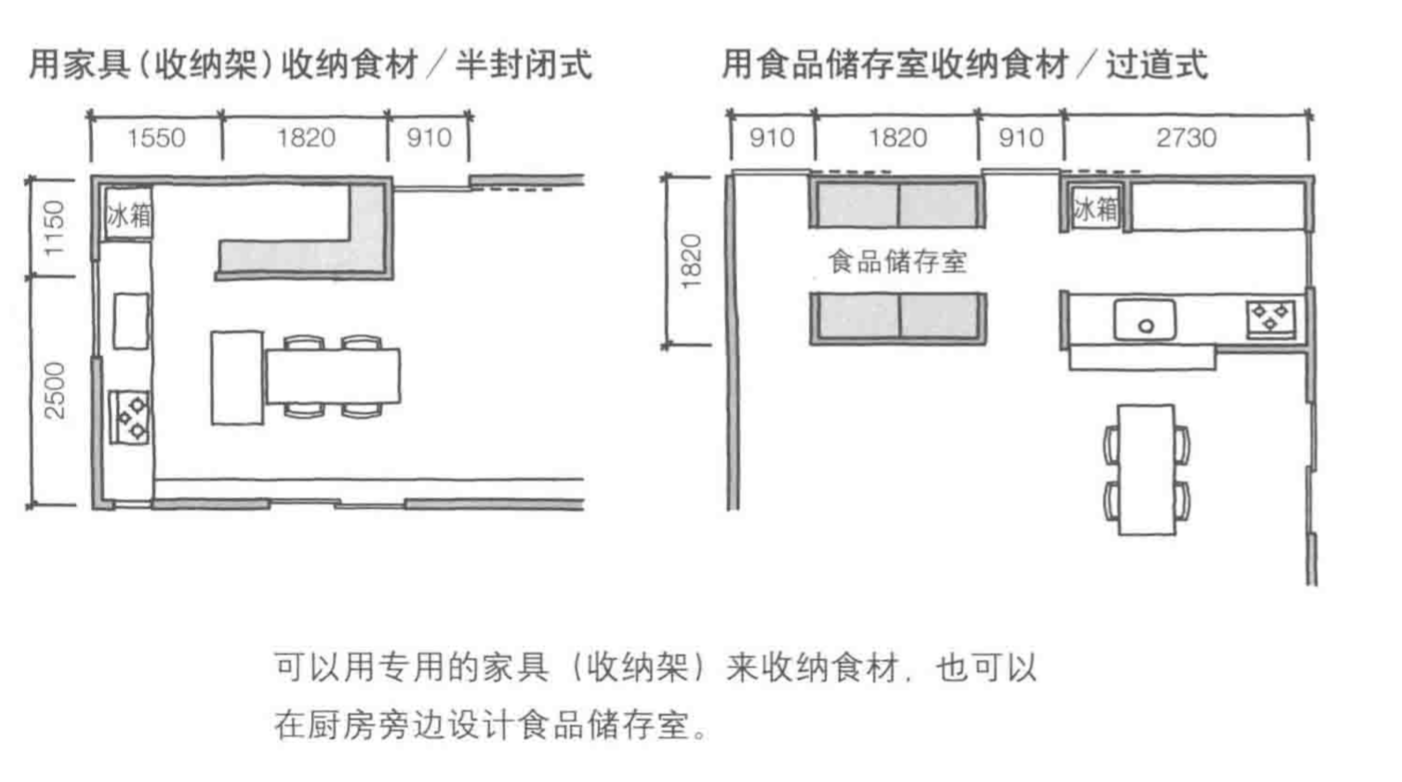 用家具(收纳架)收纳食材／半封闭式
1550
1820
910
1150
2500
冰箱
用食品储存室收纳食材／过道式
910
1820
910
2730
1820
冰箱
食品储存室
可以用专用的家具（收纳架）来收纳食材，也可以
在厨房旁边设计食品储存室。